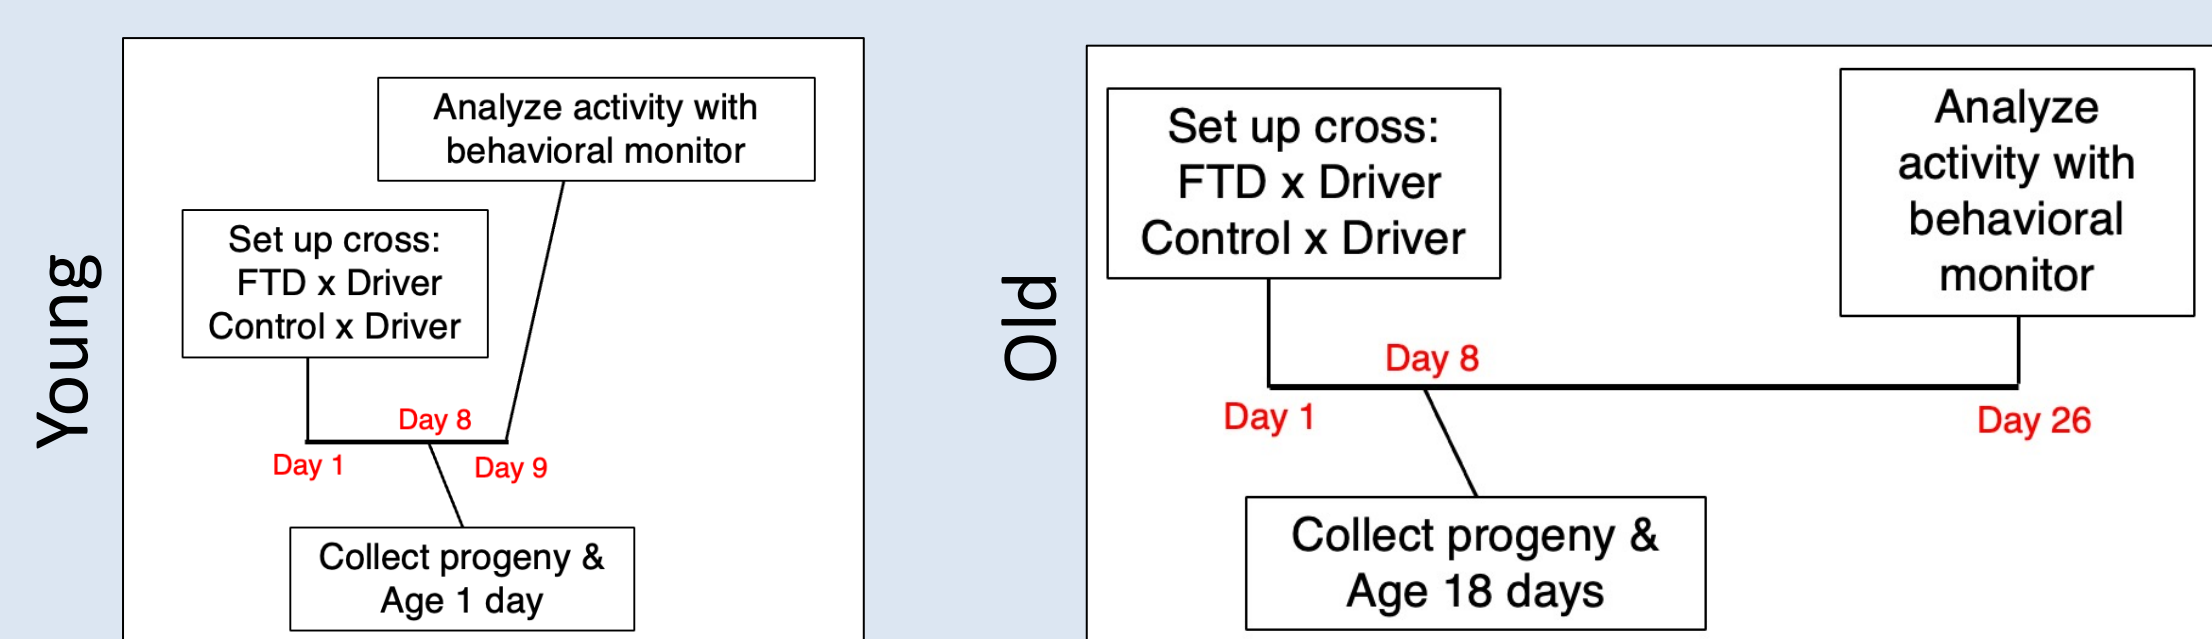 Young
Analyze activity with
behavioral monitor
Set up cross:
FTD x Driver
Control x Driver
Day 8
Day 1
Day 9
Collect progeny &
Age 1 day
Old
Set up cross:
FTD x Driver
Control x Driver
Analyze
activity with
behavioral
monitor
Day 8
Day 1
Day 26
Collect progeny &
Age 18 days